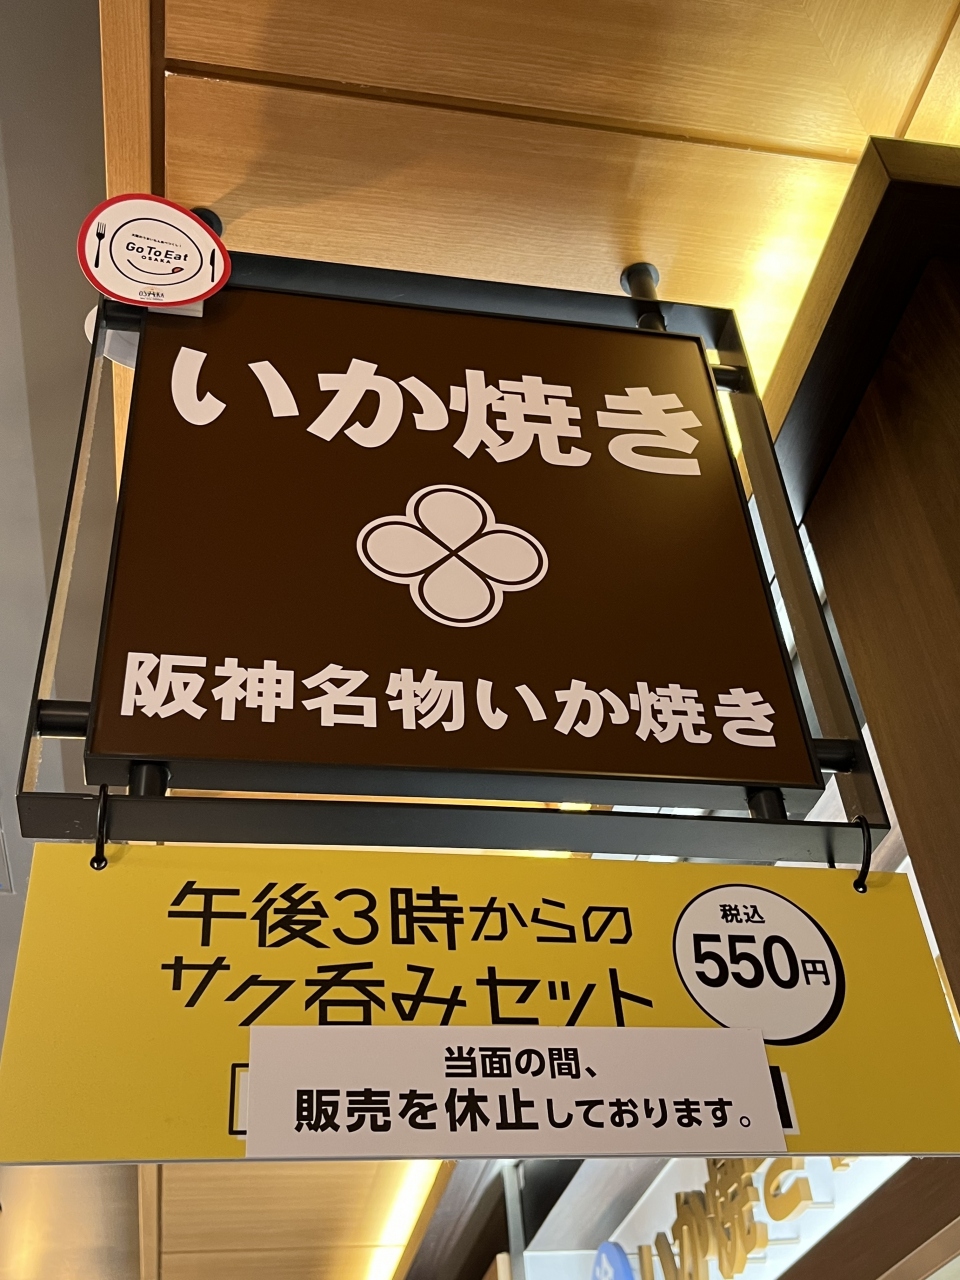 Go To Eat
OSAKA
いか焼き
阪神名物いか焼き
午後3時からの
サク呑みセット
税込
550円
当面の間、
販売を休止しております。